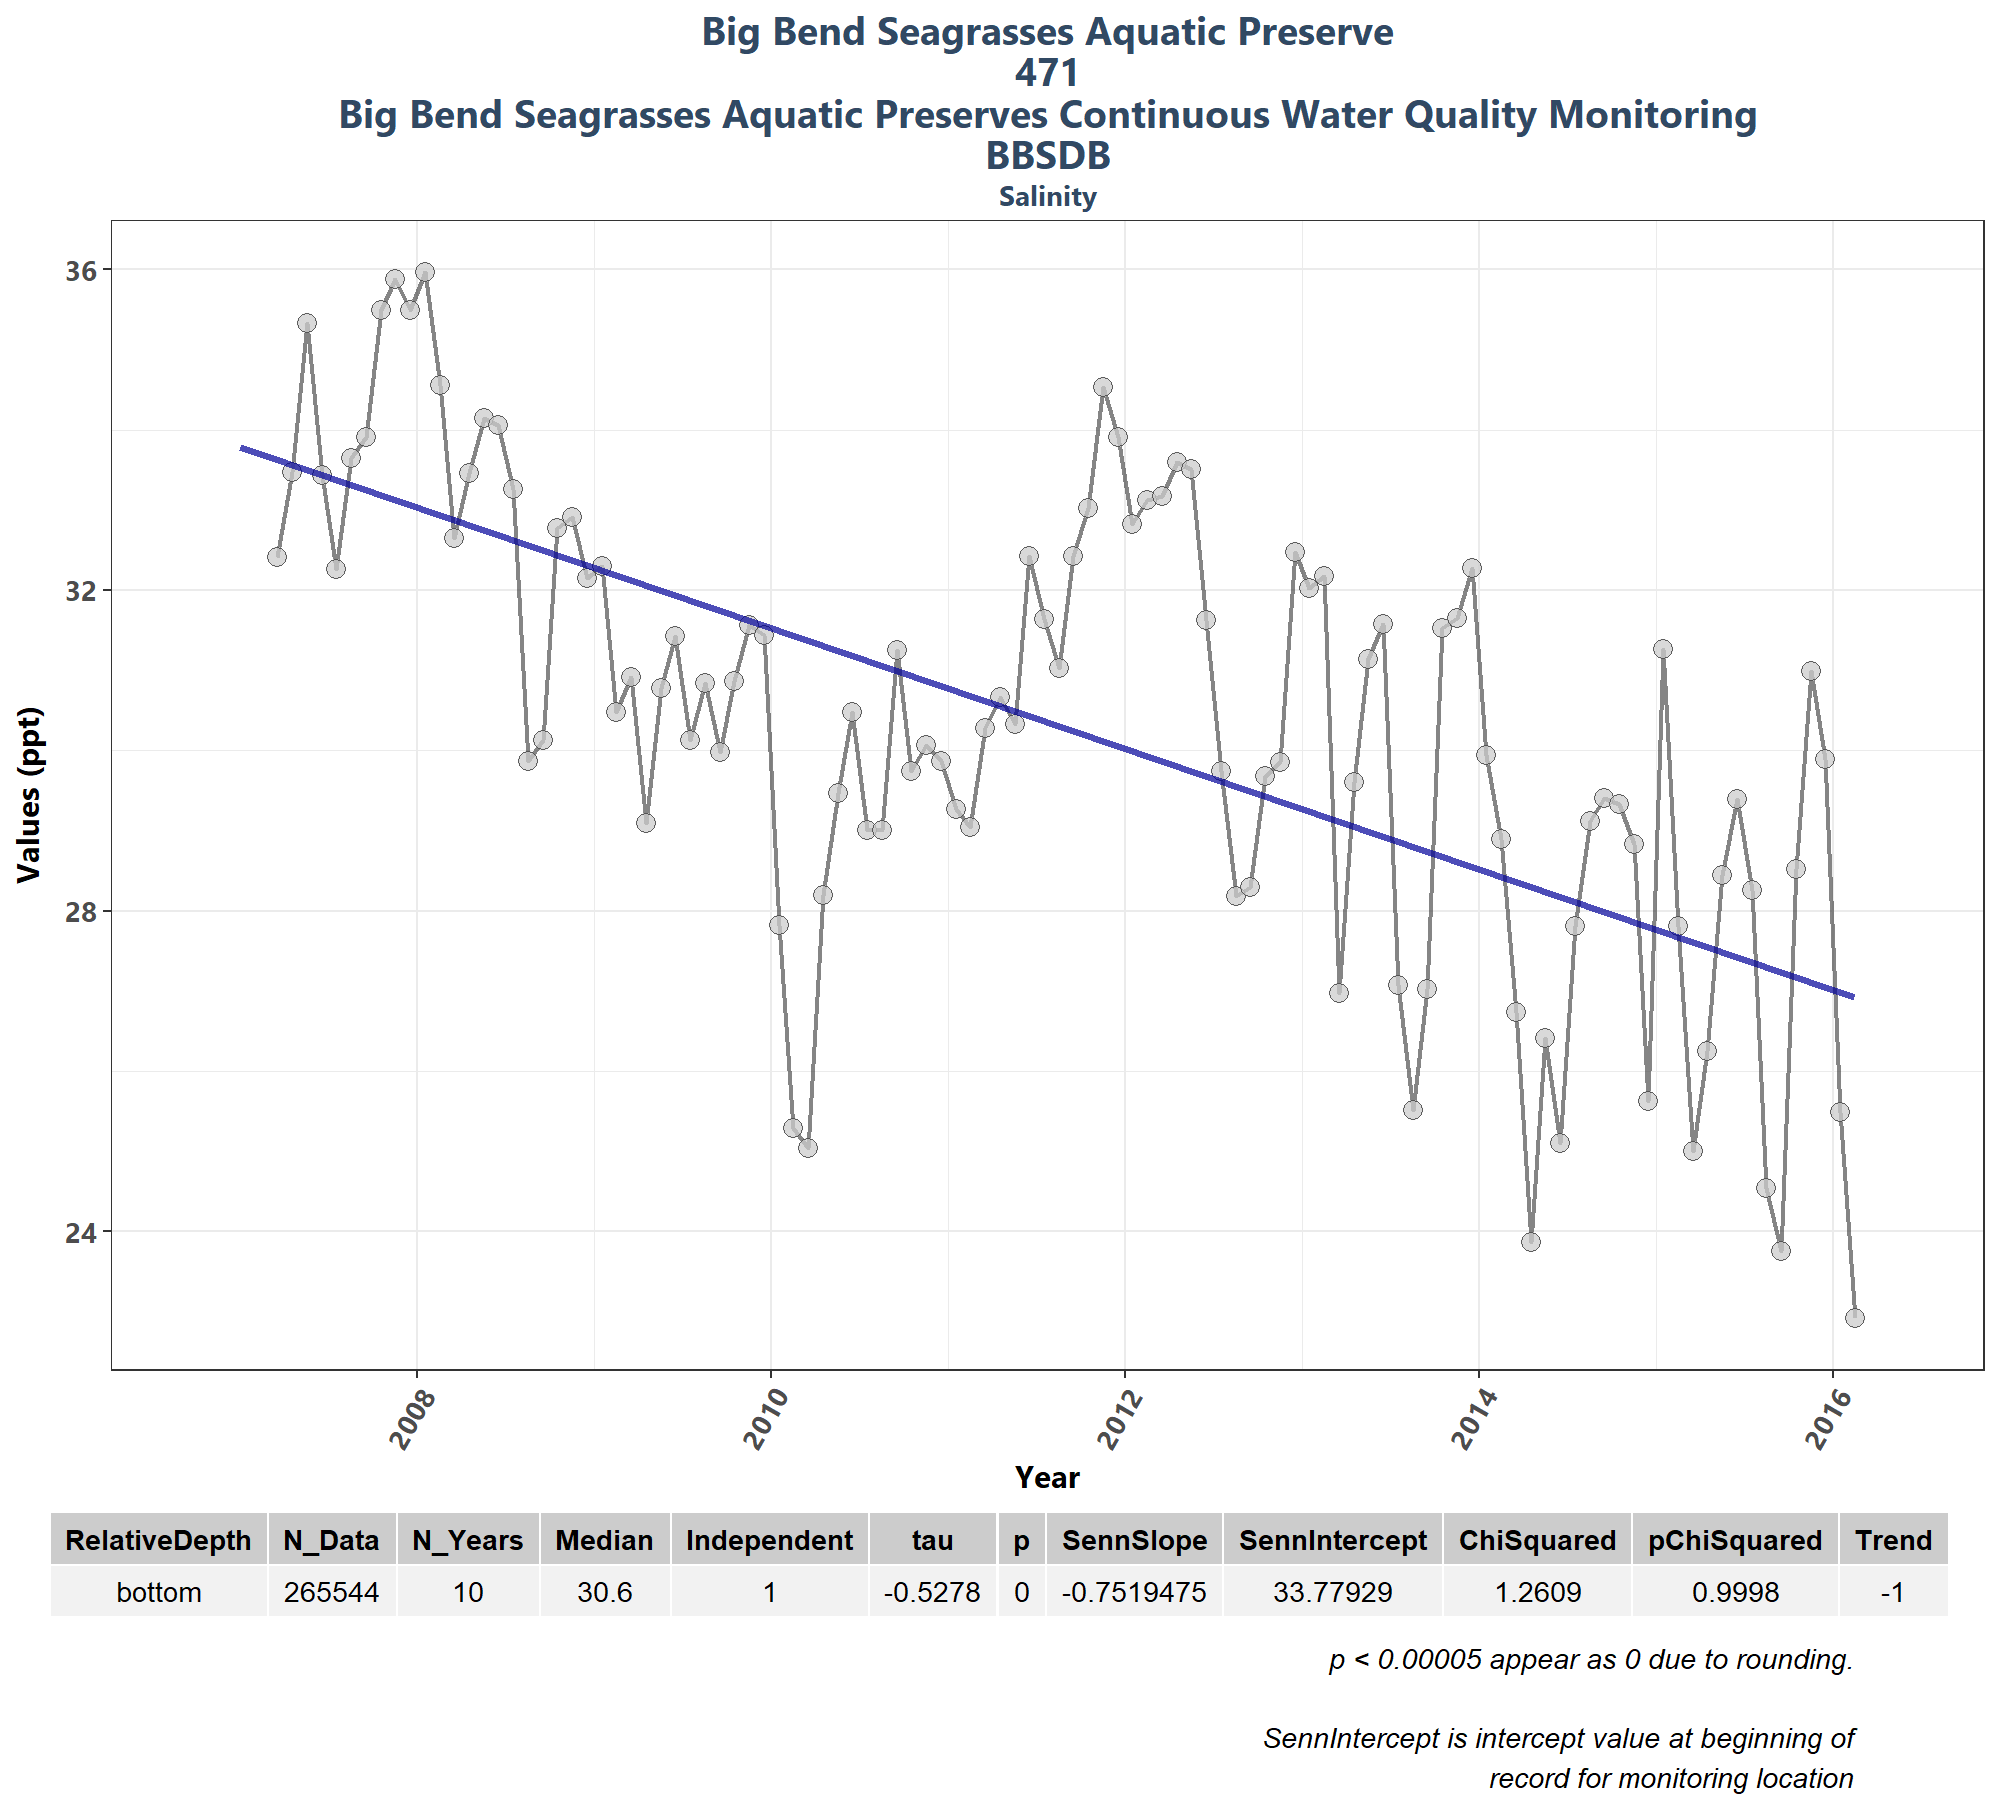 Big Bend Seagrasses Aquatic Preserve
471
Big Bend Seagrasses Aquatic Preserves Continuous Water Quality Monitoring
BBSDB
Salinity
Values (ppt)
36
32
28
24
2008 2010 2012 2014 2016
Year
RelativeDepth N_Data N_Years Median Independent tau p SennSlope SennIntercept ChiSquared pChiSquared Trend
bottom 265544 10 30.6 1 -0.5278 0 -0.7519475 33.77929 1.2609 0.9998 -1
p < 0.00005 appear as 0 due to rounding.
SennIntercept is intercept value at beginning of
record for monitoring location